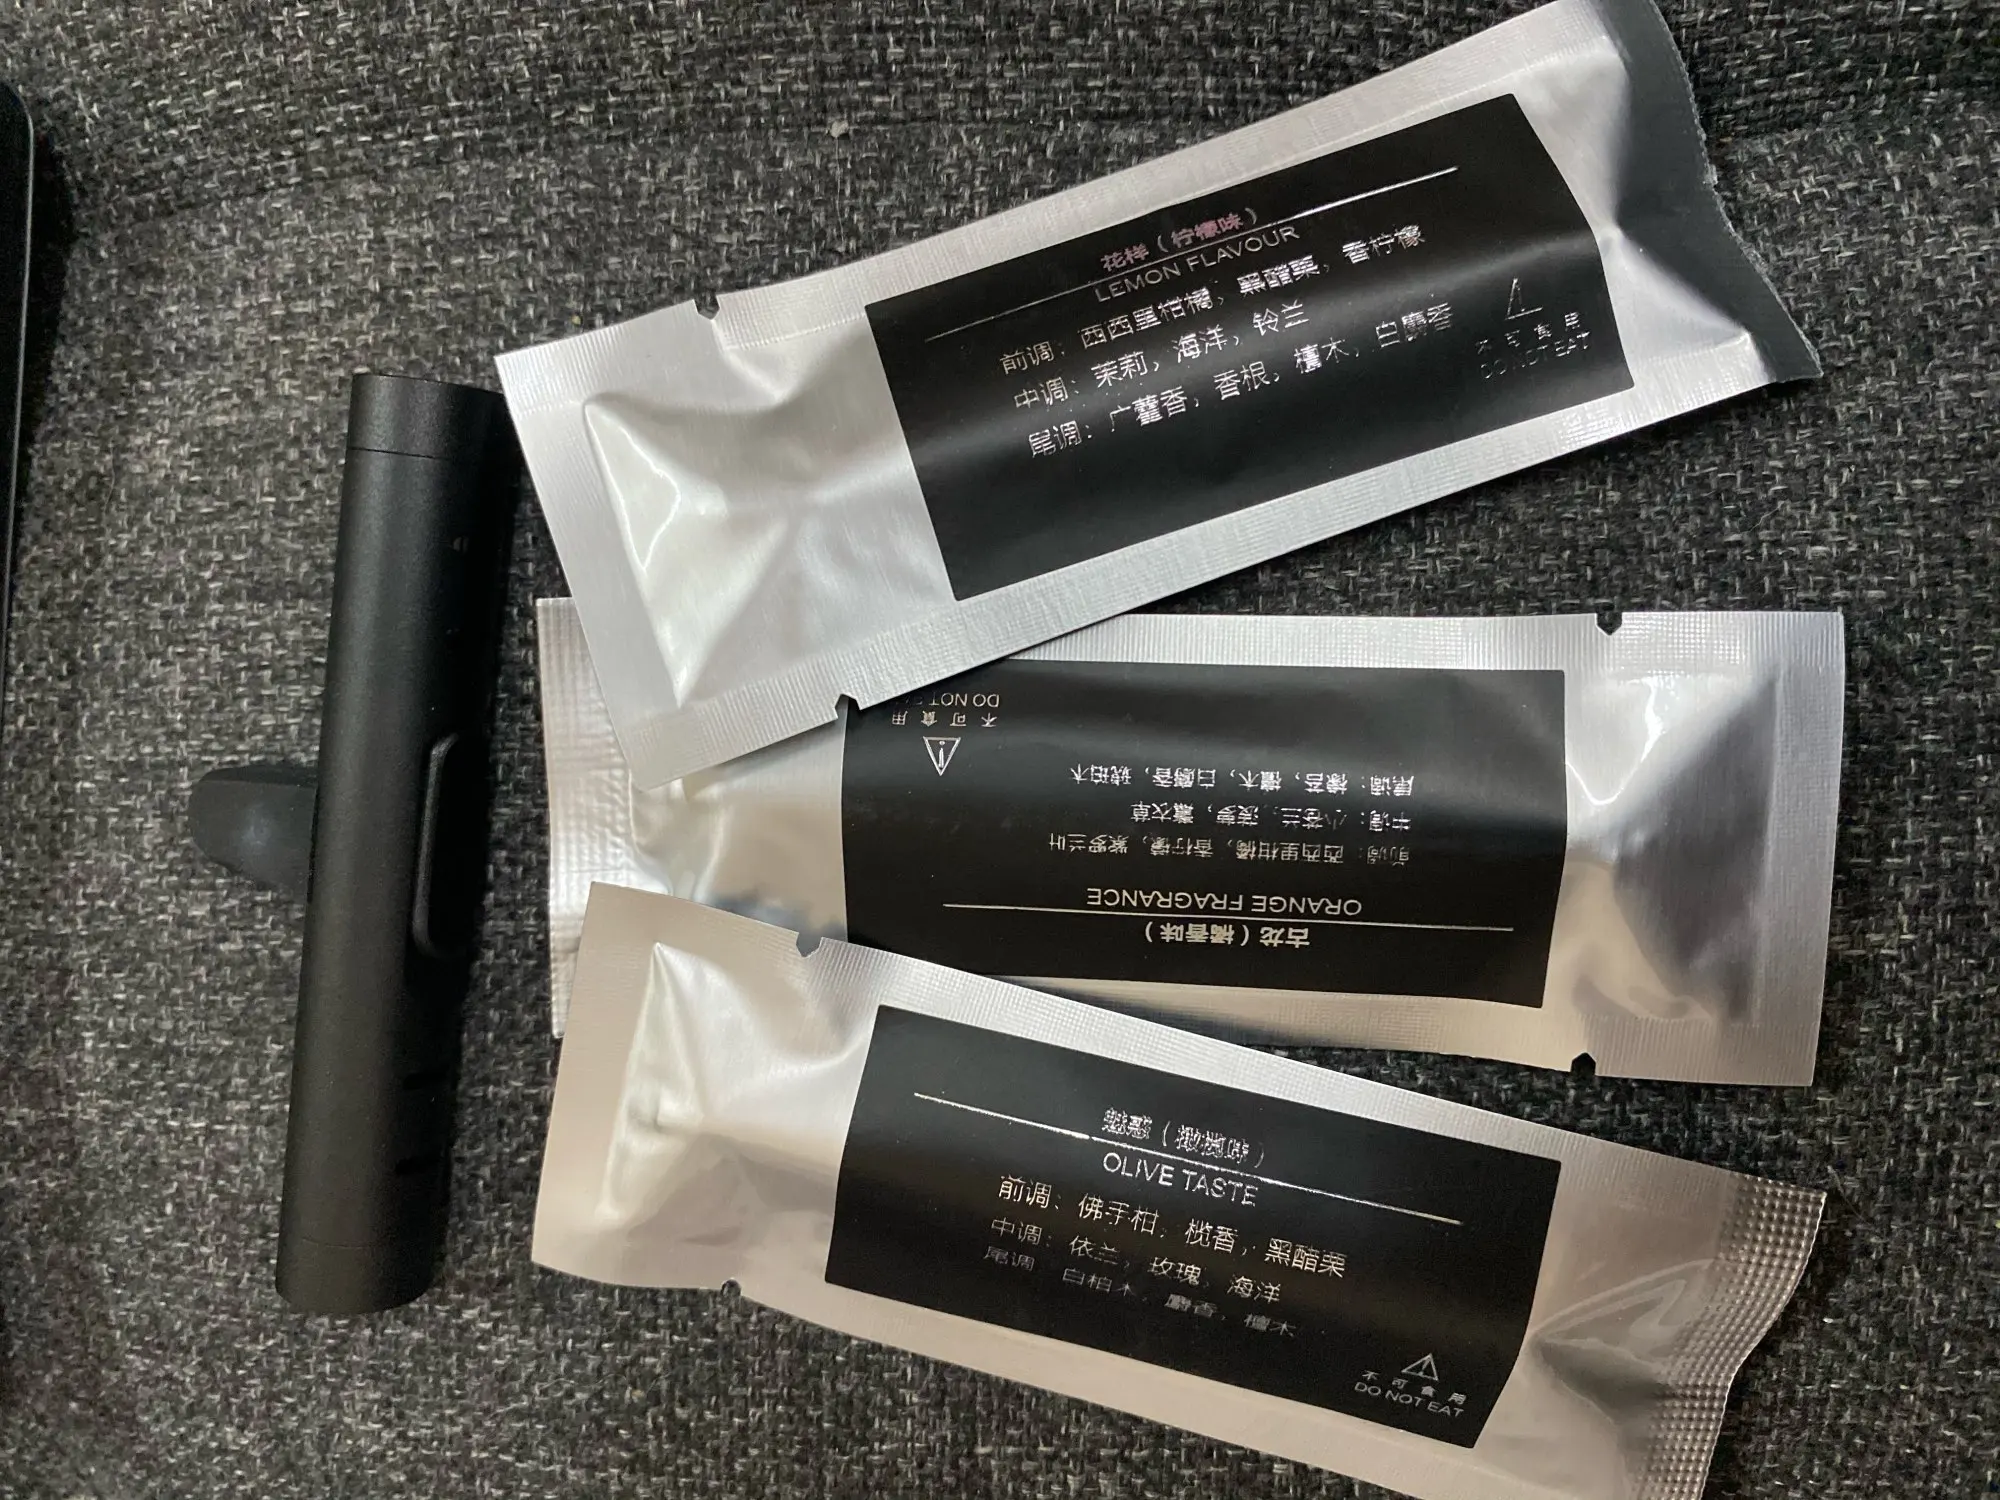 花样（柠檬味）
LEMON FLAVOUR
前调：西西里柑橘，黑醋栗，香柠檬
中调：茉莉，海洋，铃兰
尾调：广藿香，香根，檀木，白麝香
不可食用
DO NOT EAT
古龙（橘香味）
ORANGE FRAGRANCE
前调：西西里柑橘，香柠檬，紫罗兰叶
中调：小苍兰，菠萝，薰衣草
尾调：橡苔，檀木，白麝香，琥珀木
不可食用
DO NOT
魅惑（橄榄味）
OLIVE TASTE
前调：佛手柑，榄香，黑醋栗
中调：依兰，玫瑰，海洋
尾调 白柏木，麝香，檀木
不可食用
DO NOT EAT